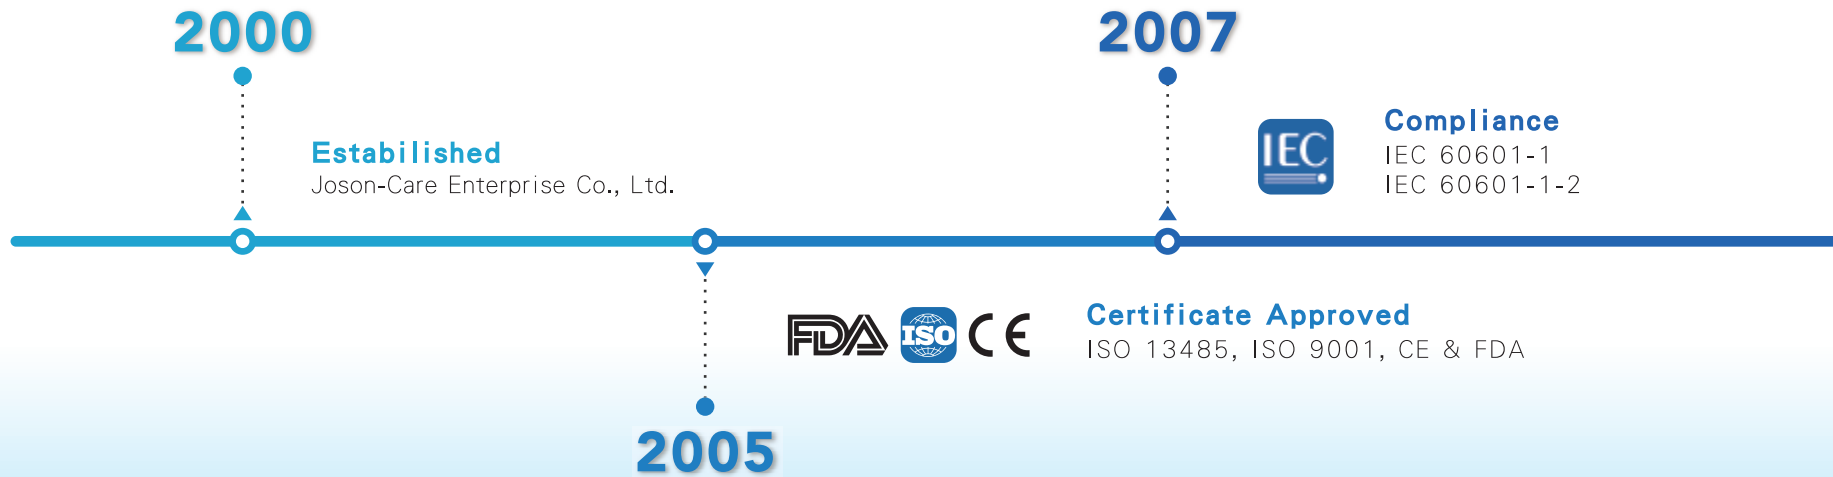 2000
Estabilished
Joson-Care Enterprise Co., Ltd.
2007
IEC
Compliance
IEC 60601-1
IEC 60601-1-2
FDA ISO CE
Certificate Approved
ISO 13485, ISO 9001, CE & FDA
2005